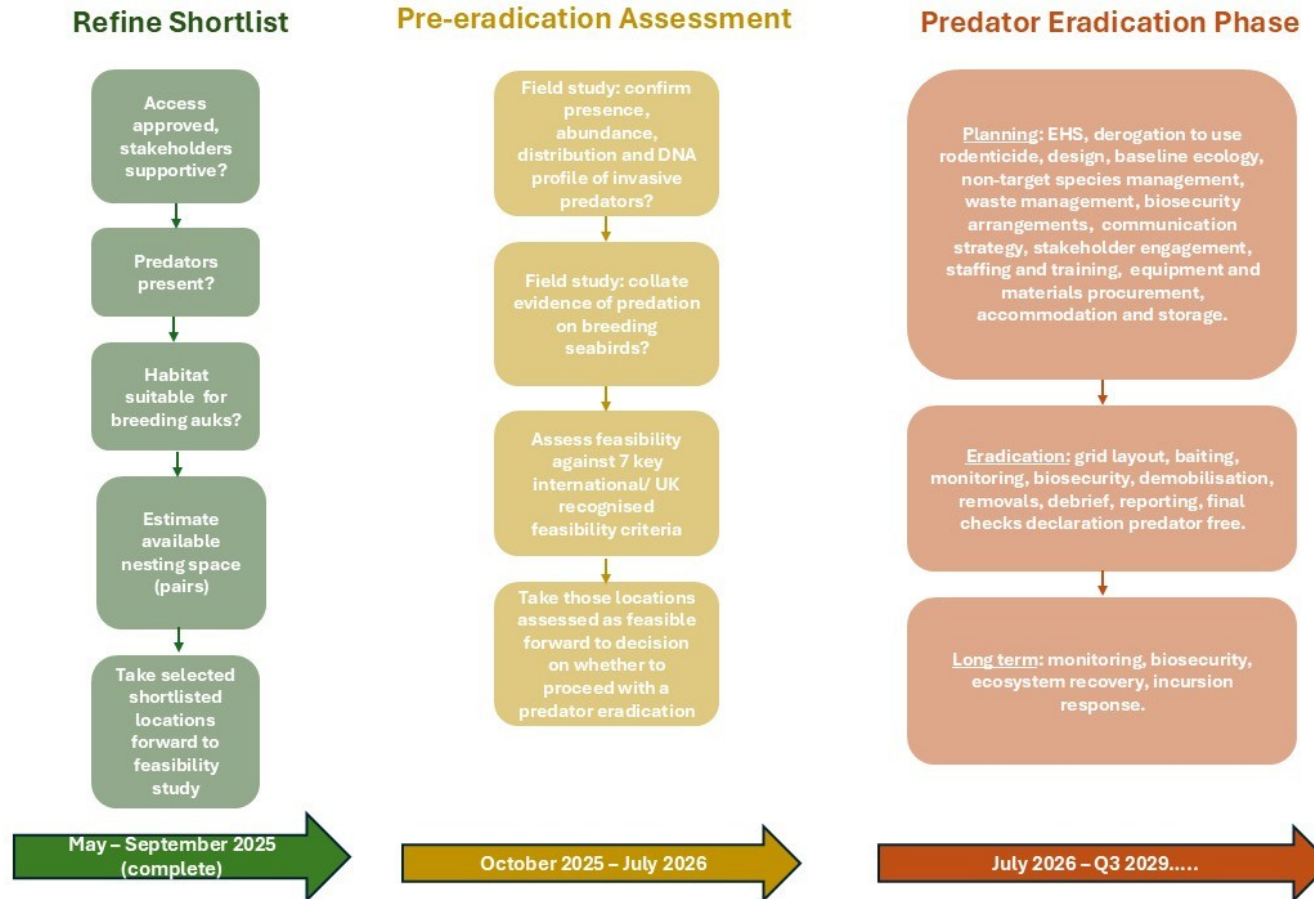 Refine Shortlist
Access
approved,
stakeholders
supportive?
Predators
present?
Habitat
suitable for
breeding auks?
Estimate
available
nesting space
(pairs)
Take selected
shortlisted
locations
forward to
feasibility
study
May – September 2025
(complete)
Pre-eradication Assessment
Field study: confirm
presence,
abundance,
distribution and DNA
profile of invasive
predators?
Field study: collate
evidence of predation
on breeding
seabirds?
Assess feasibility
against 7 key
international/ UK
recognised
feasibility criteria
Take those locations
assessed as feasible
forward to decision
on whether to
proceed with a
predator eradication
October 2025 – July 2026
Predator Eradication Phase
Planning: EHS, derogation to use
rodenticide, design, baseline ecology,
non-target species management,
waste management, biosecurity
arrangements, communication
strategy, stakeholder engagement,
staffing and training, equipment and
materials procurement,
accommodation and storage.
Eradication: grid layout, baiting,
monitoring, biosecurity, demobilisation,
removals, debrief, reporting, final
checks declaration predator free.
Long term: monitoring, biosecurity,
ecosystem recovery, incursion
response.
July 2026 – Q3 2029.....